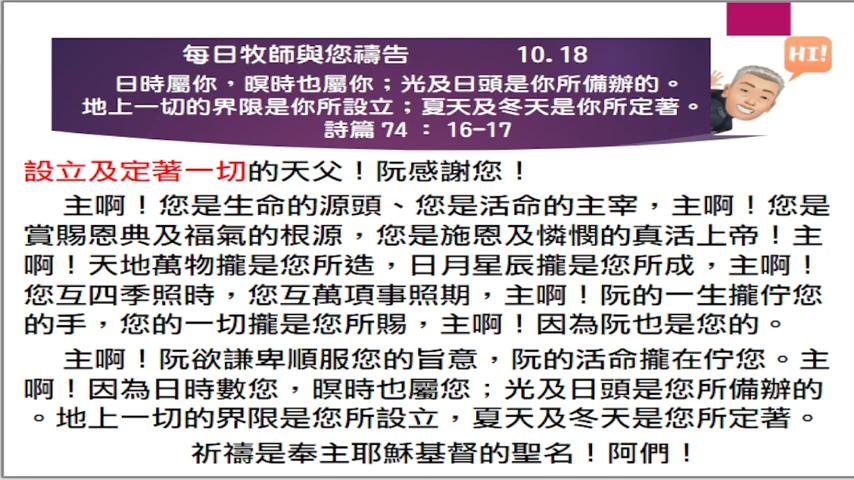 每日牧師與您禱告 10.18
HI!
日時屬你，暝時也屬你；光及日頭是你所備辦的。
地上一切的界限是你所設立；夏天及冬天是你所定著。
詩篇 74 ： 16-17
設立及定著一切的天父！阮感謝您！
主啊！您是生命的源頭、您是活命的主宰，主啊！您是
賞賜恩典及福氣的根源，您是施恩及憐憫的真活上帝！主
啊！天地萬物攏是您所造，日月星辰攏是您所成，主啊！
您互四季照時，您互萬項事照期，主啊！阮的一生攏佇您
的手，您的一切攏是您所賜，主啊！因為阮也是您的。
主啊！阮欲謙卑順服您的旨意，阮的活命攏在佇您。主
啊！因為日時數您，暝時也屬您；光及日頭是您所備辦的
。地上一切的界限是您所設立，夏天及冬天是您所定著。
祈禱是奉主耶穌基督的聖名！阿們！